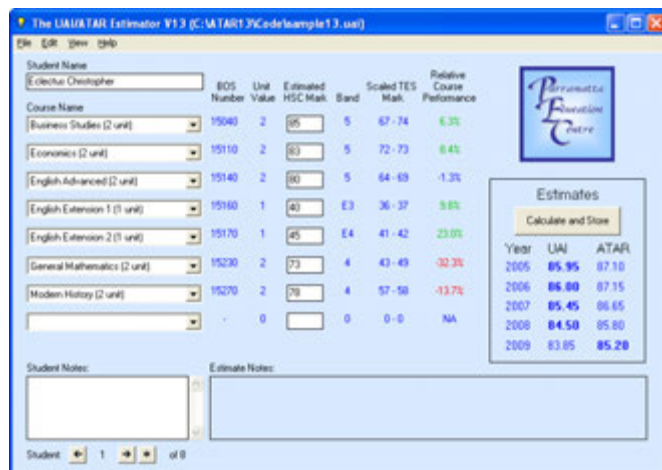 The UAI/ATAR Estimator V13 (C:\ATAR13\Code\sample13.uai)
File Edit View Help
Student Name
Eclectus Christopher
Course Name
BOS Number Unit Value Estimated HSC Mark Band Scaled TES Mark Relative Course Performance
Business Studies (2 unit) 15040 2 85 5 67 - 74 6.3%
Economics (2 unit) 15110 2 83 5 72 - 73 8.4%
English Advanced (2 unit) 15140 2 80 5 64 - 69 -1.3%
English Extension 1 (1 unit) 15160 1 40 E3 36 - 37 9.8%
English Extension 2 (1 unit) 15170 1 45 E4 41 - 42 23.0%
General Mathematics (2 unit) 15230 2 73 4 43 - 49 -32.3%
Modern History (2 unit) 15270 2 78 4 57 - 58 -13.7%
- 0 0 0 - 0 NA
Parramatta
Education
Centre
Estimates
Calculate and Store
Year UAI ATAR
2005 85.95 87.10
2006 86.00 87.15
2007 85.45 86.65
2008 84.50 85.80
2009 83.85 85.20
Student Notes:
Estimate Notes:
Student 1 of 8